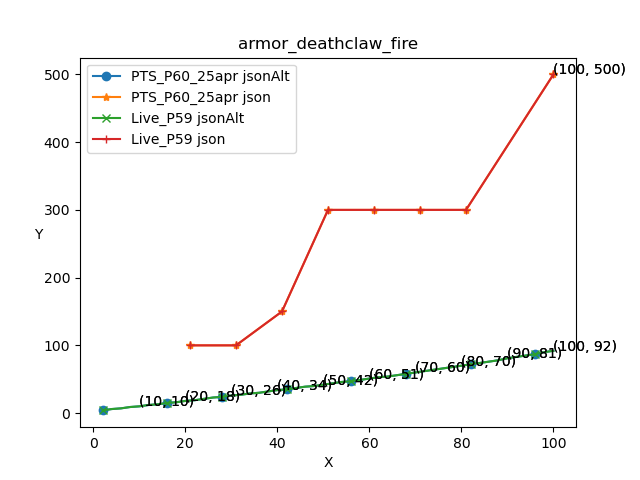 armor_deathclaw_fire
PTS_P60_25apr jsonAlt
PTS_P60_25apr json
Live_P59 jsonAlt
Live_P59 json
(100, 500)
500
400
300
Y
200
100
0
(10, 10)
(20, 18)
(30, 26)
(40, 34)
(50, 42)
(60, 51)
(70, 60)
(80, 70)
(90, 81)
(100, 92)
0 20 40 60 80 100
X